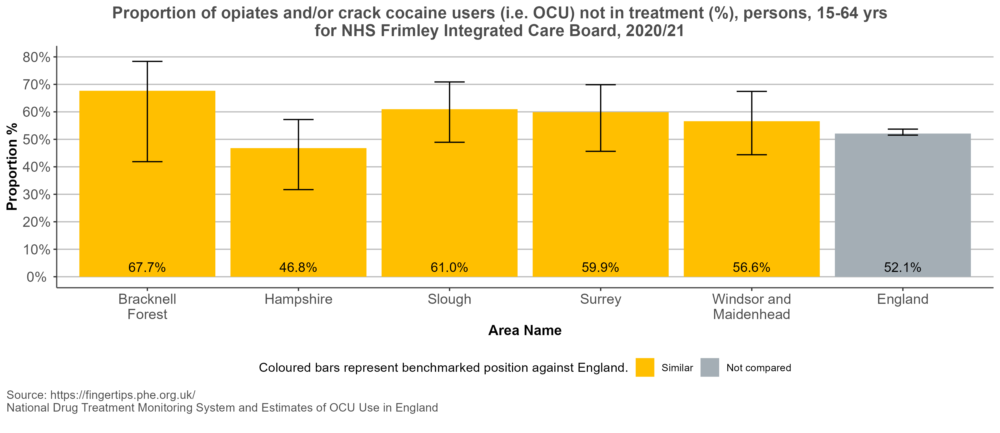 Proportion of opiates and/or crack cocaine users (i.e. OCU) not in treatment (%), persons, 15-64 yrs
for NHS Frimley Integrated Care Board, 2020/21
Proportion %
80%
70%
60%
50%
40%
30%
20%
10%
0%
67.7%
46.8%
61.0%
59.9%
56.6%
52.1%
Bracknell
Forest
Hampshire
Slough
Surrey
Windsor and
Maidenhead
England
Area Name
Coloured bars represent benchmarked position against England.
Similar
Not compared
Source: https://fingertips.phe.org.uk/
National Drug Treatment Monitoring System and Estimates of OCU Use in England